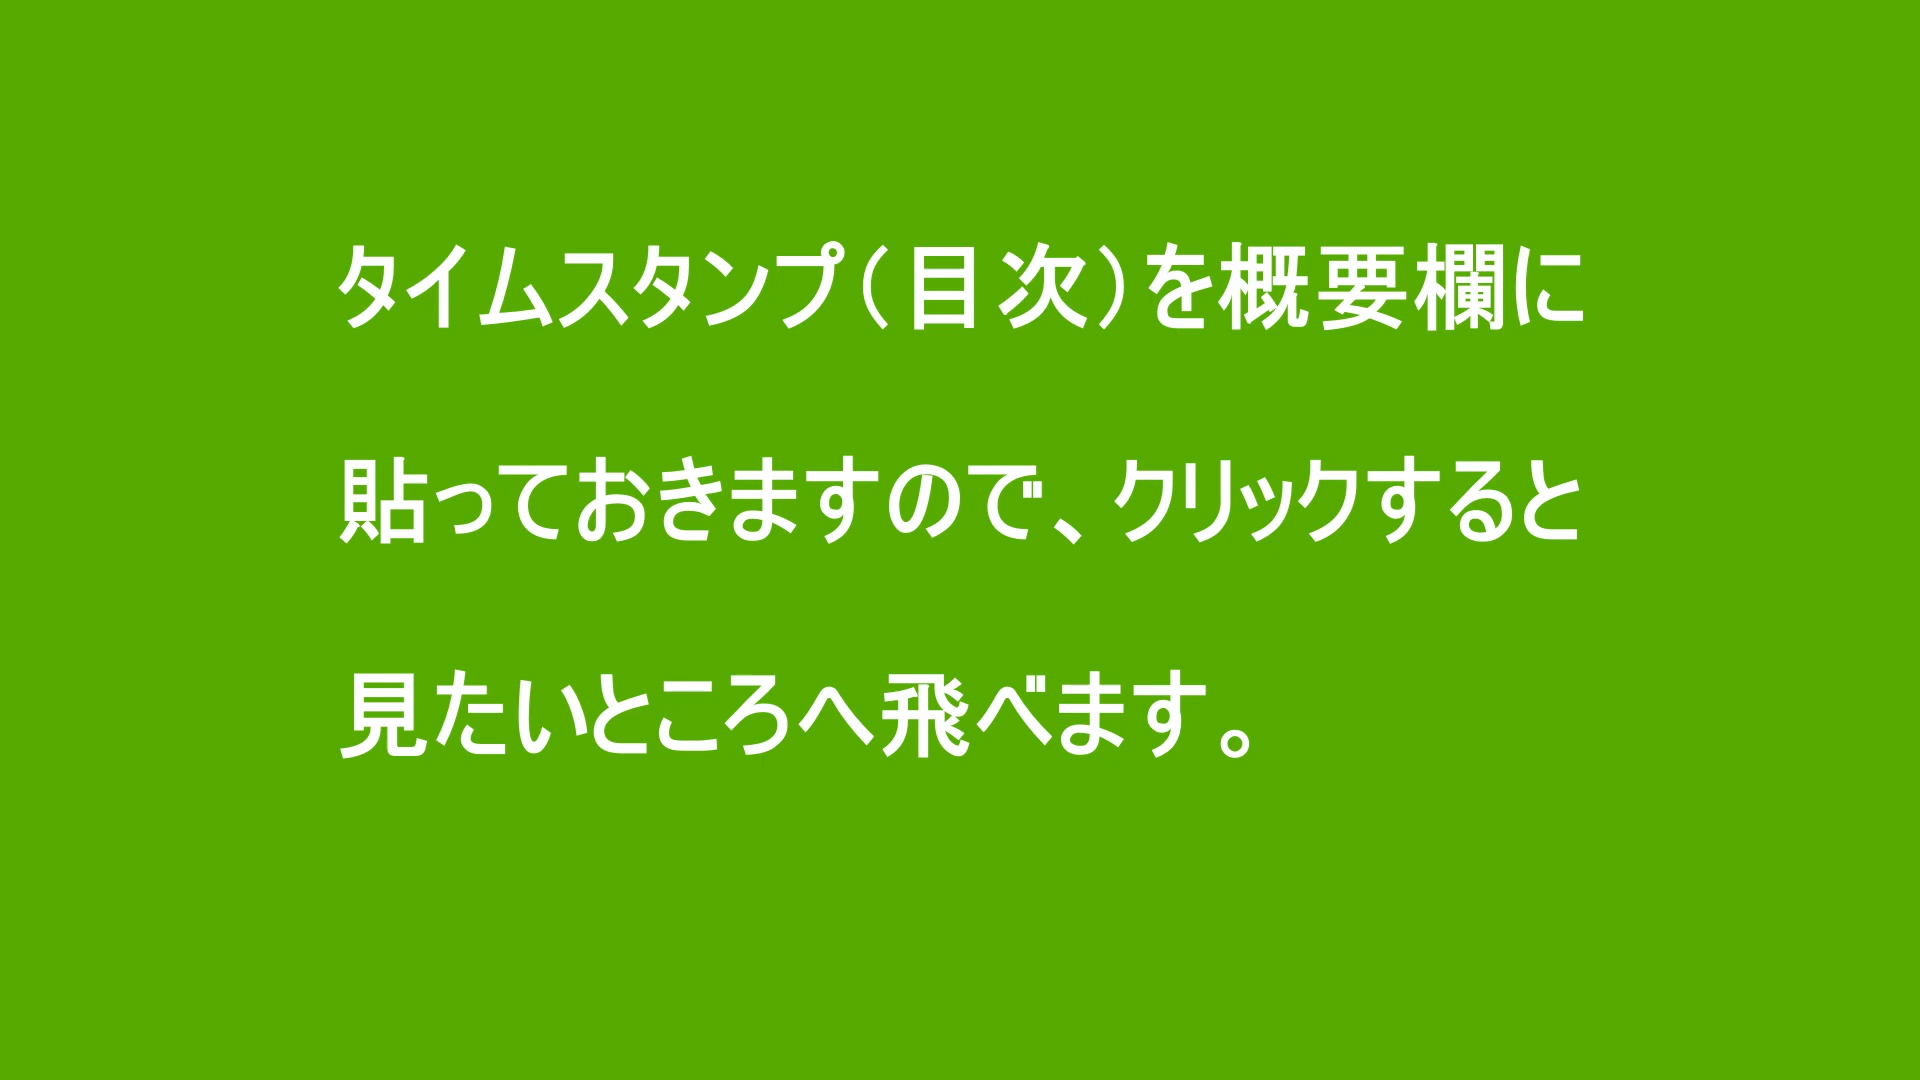 タイムスタンプ（目次）を概要欄に
貼っておきますので、クリックすると
見たいところへ飛べます。